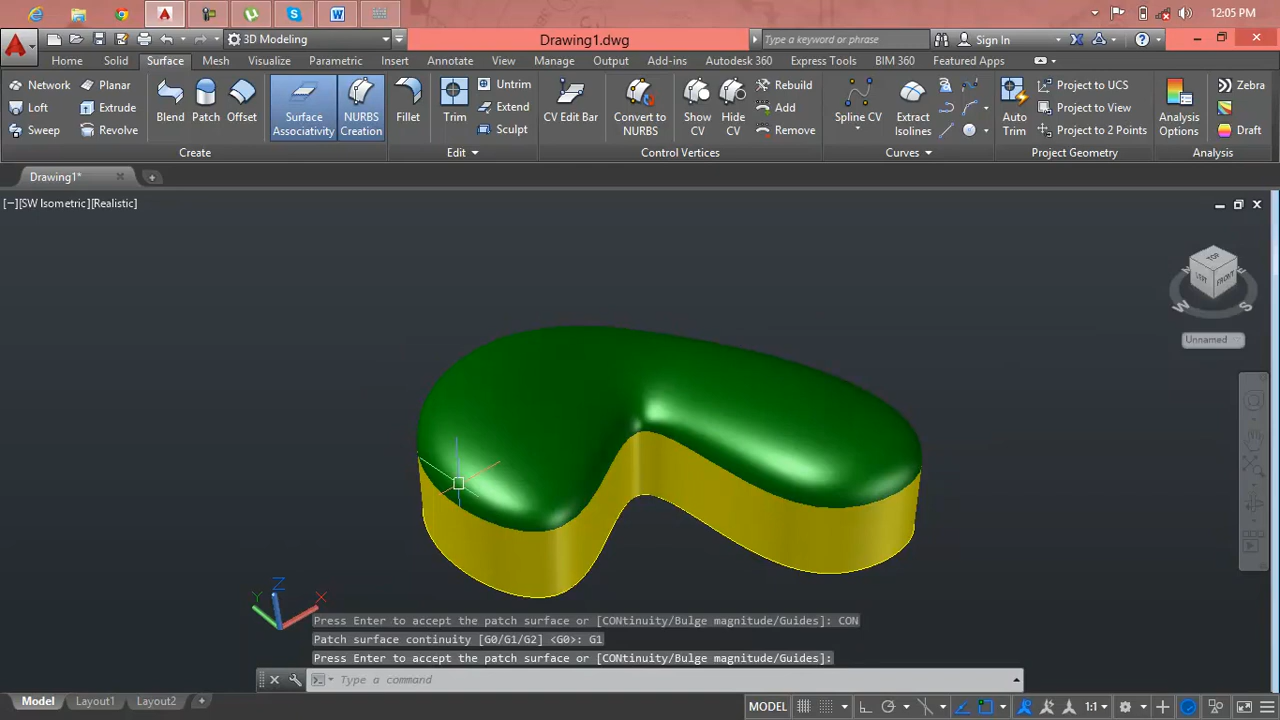 12:05 PM
3D Modeling
Drawing1.dwg
Type a keyword or phrase
Sign In
Home Solid Surface Mesh Visualize Parametric Insert Annotate View Manage Output Add-ins Autodesk 360 Express Tools BIM 360 Featured Apps
Network Planar Untrim Rebuild Project to UCS Zebra
Loft Extrude Extend Add Project to View
Sweep Revolve Sculpt Remove Project to 2 Points Draft
Blend Patch Offset Surface Associativity NURBS Creation Fillet Trim CV Edit Bar Convert to NURBS Show CV Hide CV Spline CV Extract Isolines Auto Trim Analysis Options
Create Edit Control Vertices Curves Project Geometry Analysis
Drawing1*
[−][SW Isometric][Realistic]
TOP
LEFT FRONT
W S
Unnamed
Z
Y X
Press Enter to accept the patch surface or [CONtinuity/Bulge magnitude/Guides]: CON
Patch surface continuity [G0/G1/G2] <G0>: G1
Press Enter to accept the patch surface or [CONtinuity/Bulge magnitude/Guides]:
Type a command
Model Layout1 Layout2 MODEL 1:1